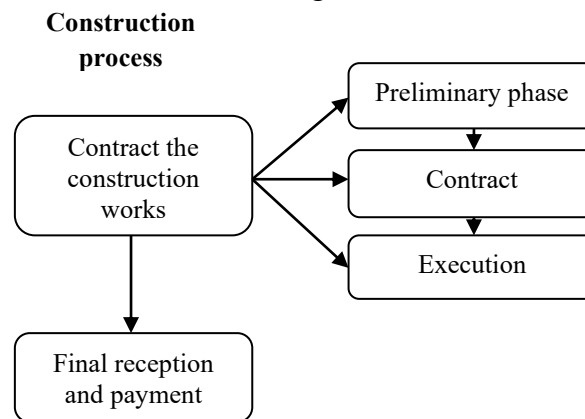 Construction
process
Preliminary phase
Contract the
construction
works
Contract
Execution
Final reception
and payment